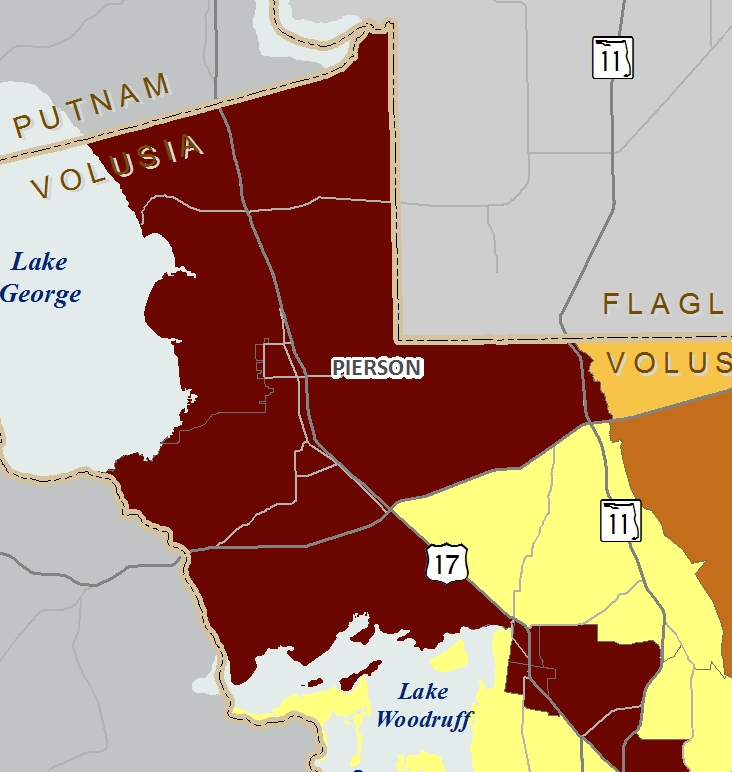 11
PUTNAM
VOLUSIA
Lake
George
FLAGL
VOLUS
PIERSON
11
17
Lake
Woodruff